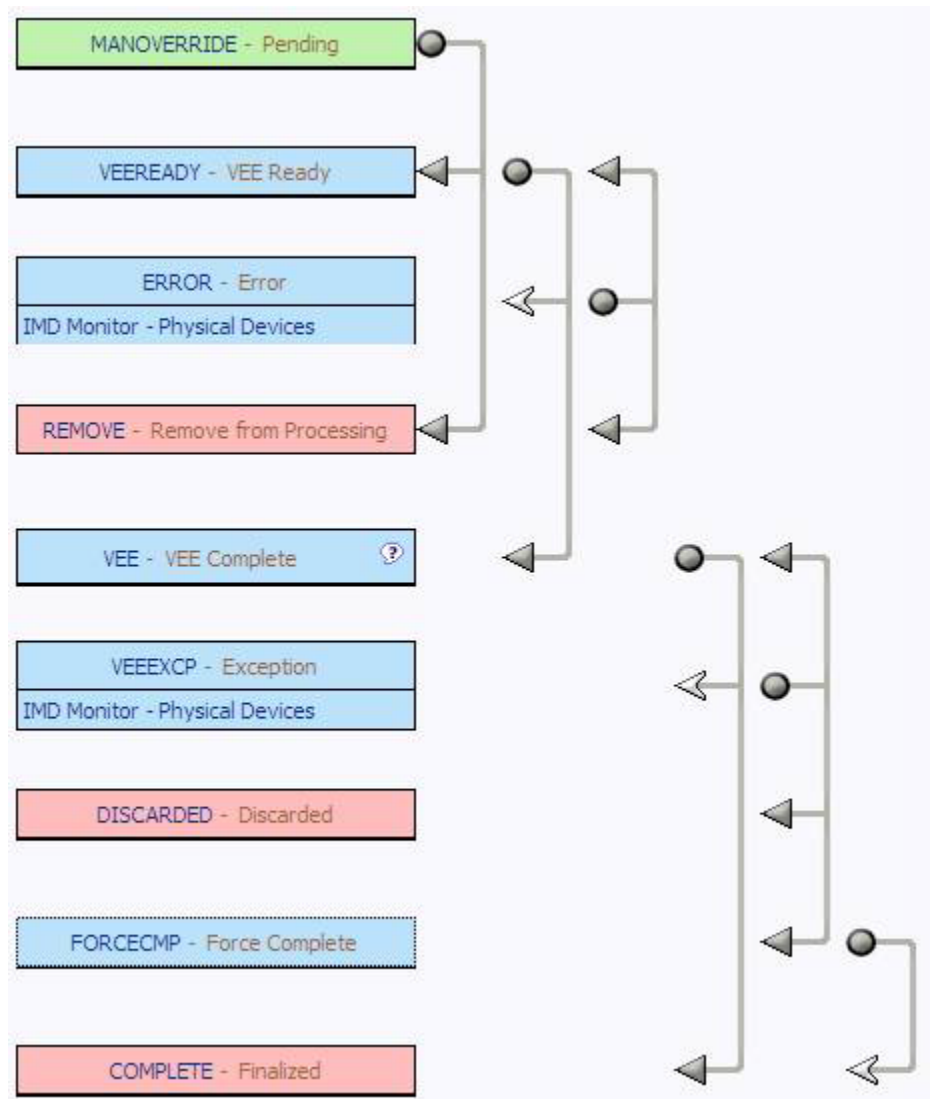 MANOVERRIDE - Pending
VEEREADY - VEE Ready
ERROR - Error
IMD Monitor - Physical Devices
REMOVE - Remove from Processing
VEE - VEE Complete ?
VEEEXCP - Exception
IMD Monitor - Physical Devices
DISCARDED - Discarded
FORCECMP - Force Complete
COMPLETE - Finalized